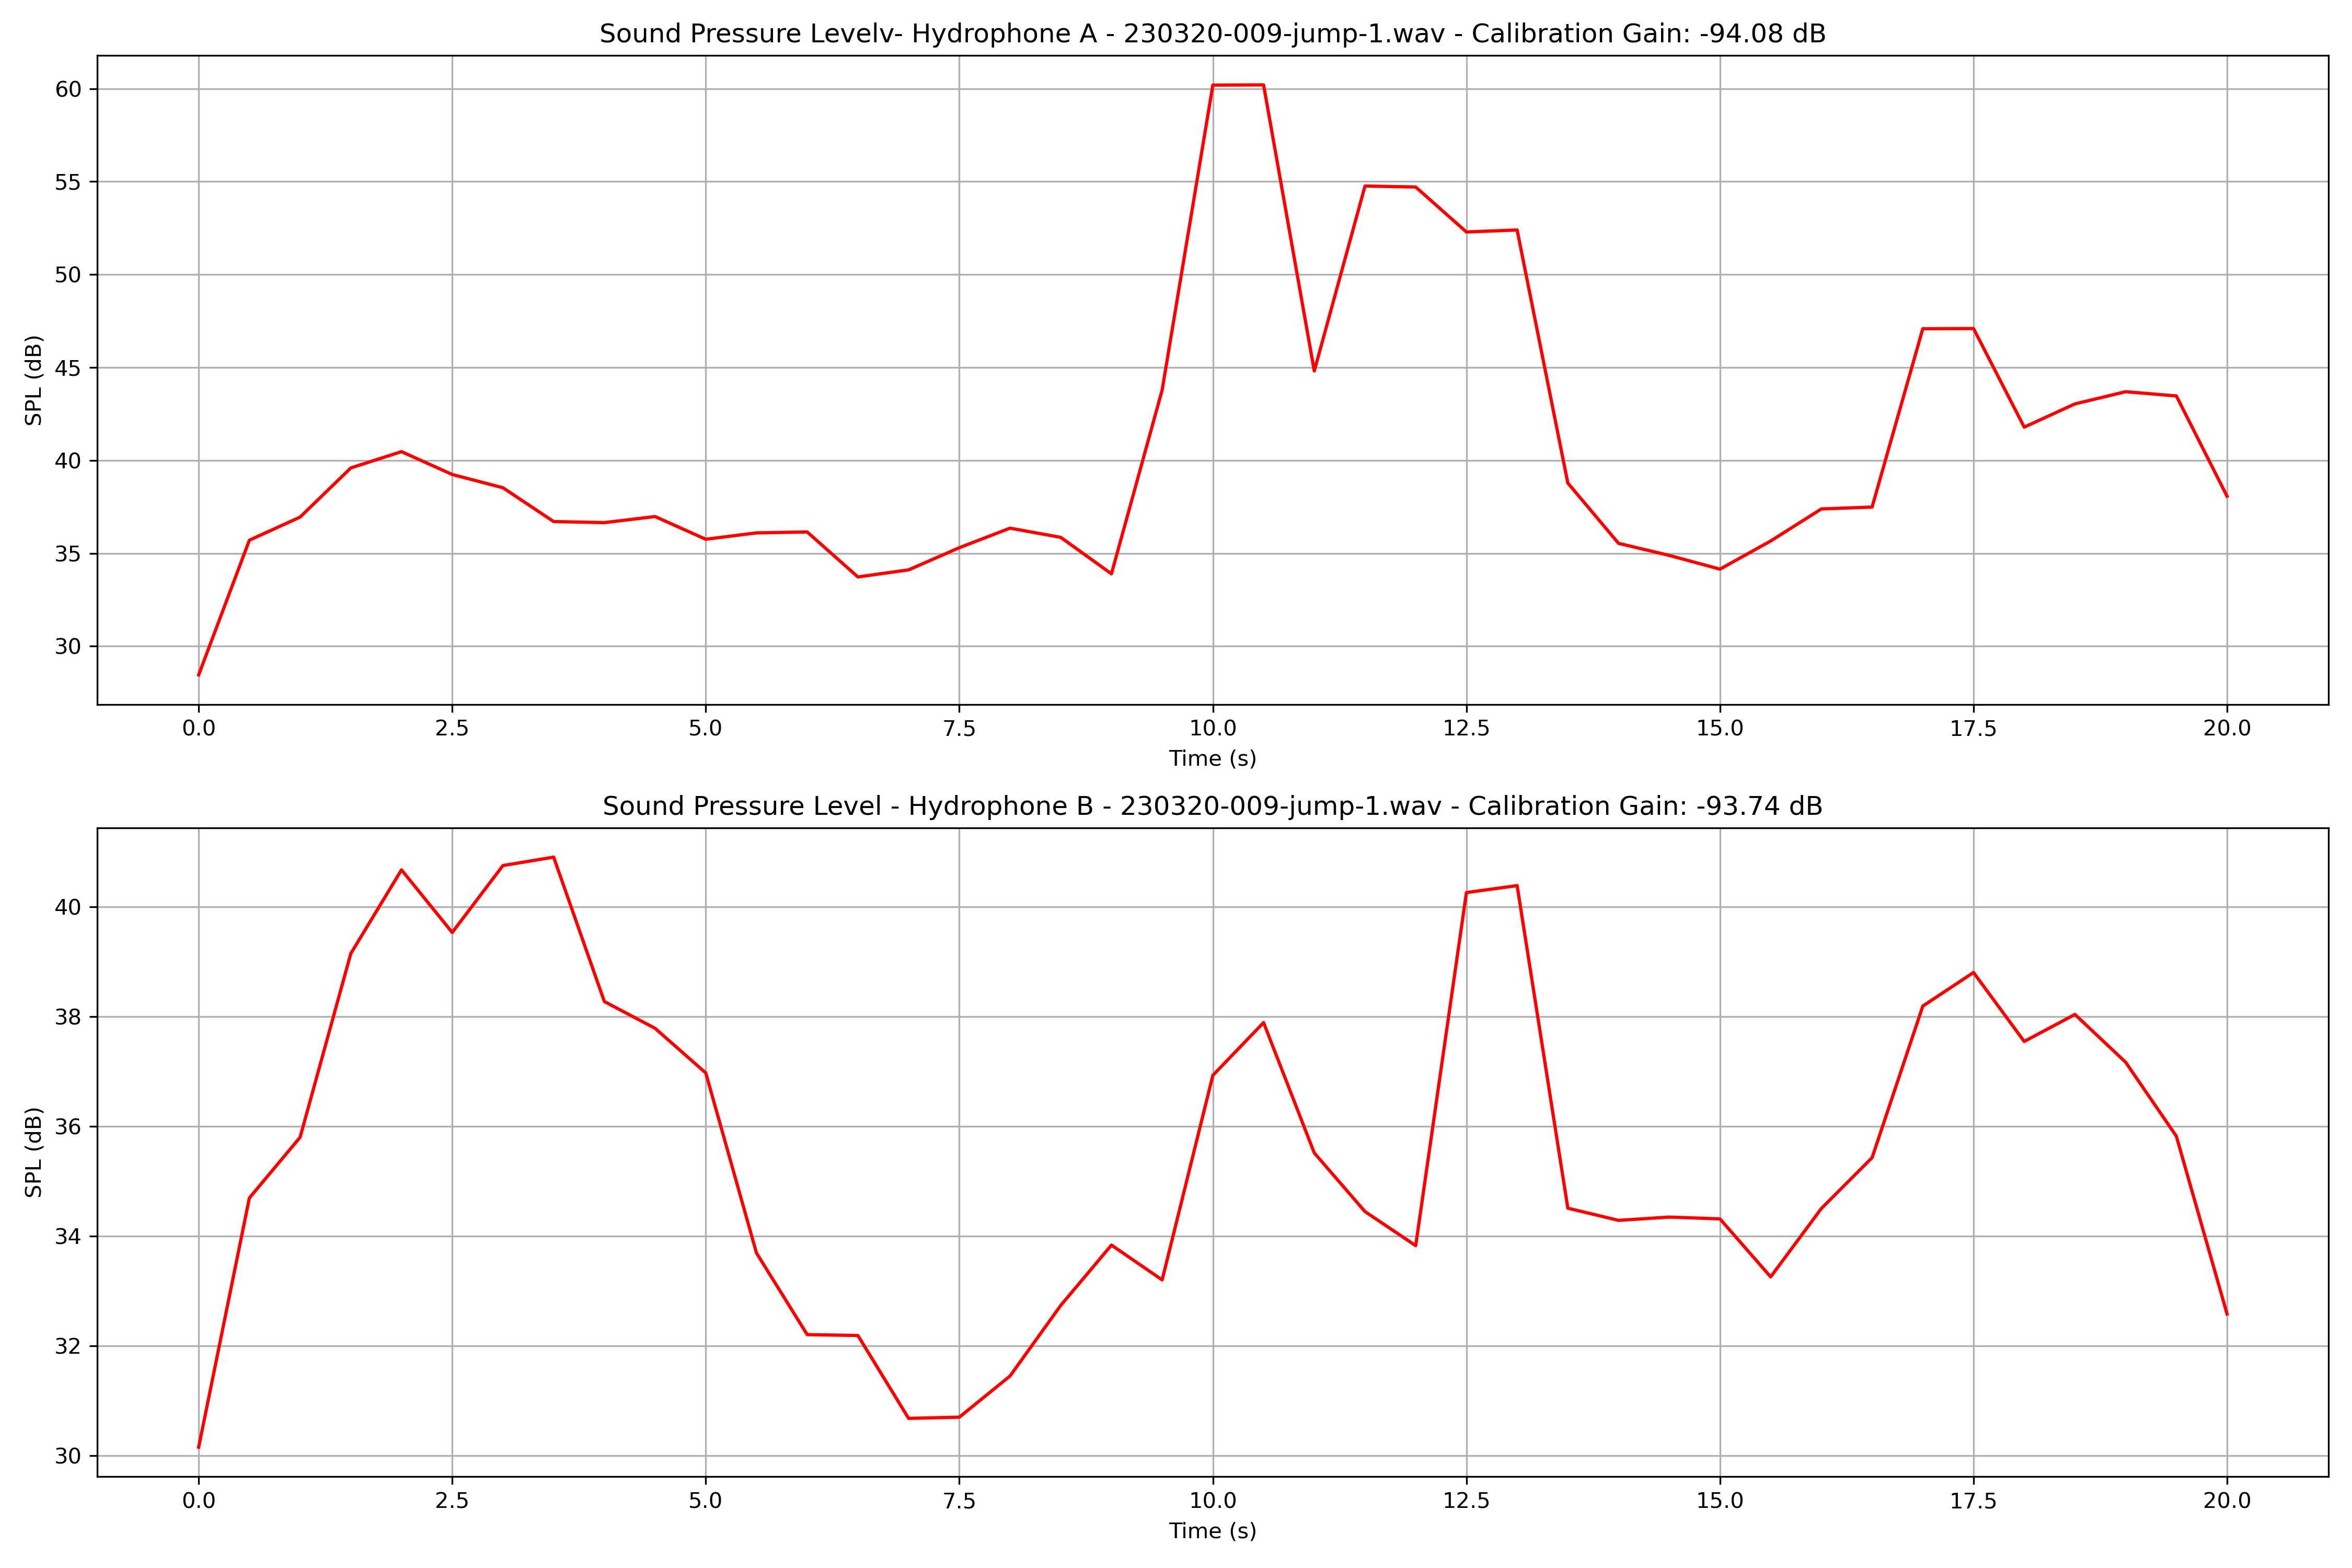 Sound Pressure Levelv- Hydrophone A - 230320-009-jump-1.wav - Calibration Gain: -94.08 dB
60
55
50
45
40
35
30
SPL (dB)
0.0 2.5 5.0 7.5 10.0 12.5 15.0 17.5 20.0
Time (s)
Sound Pressure Level - Hydrophone B - 230320-009-jump-1.wav - Calibration Gain: -93.74 dB
40
38
36
34
32
30
SPL (dB)
0.0 2.5 5.0 7.5 10.0 12.5 15.0 17.5 20.0
Time (s)